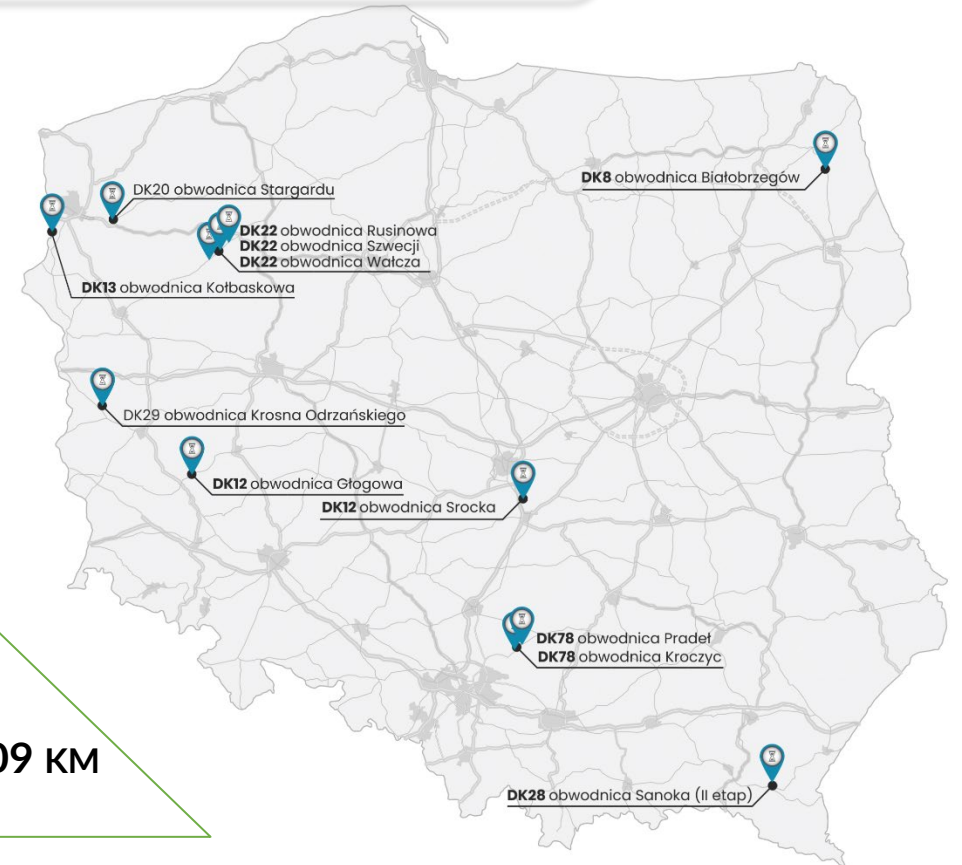 DK8 obwodnica Białobrzegów
DK20 obwodnica Stargardu
DK22 obwodnica Rusinowa
DK22 obwodnica Szwecji
DK22 obwodnica Wałcza
DK13 obwodnica Kołbaskowa
DK29 obwodnica Krosna Odrzańskiego
DK12 obwodnica Głogowa
DK12 obwodnica Srocka
DK78 obwodnica Pradeł
DK78 obwodnica Kroczyc
09 KM
DK28 obwodnica Sanoka (II etap)